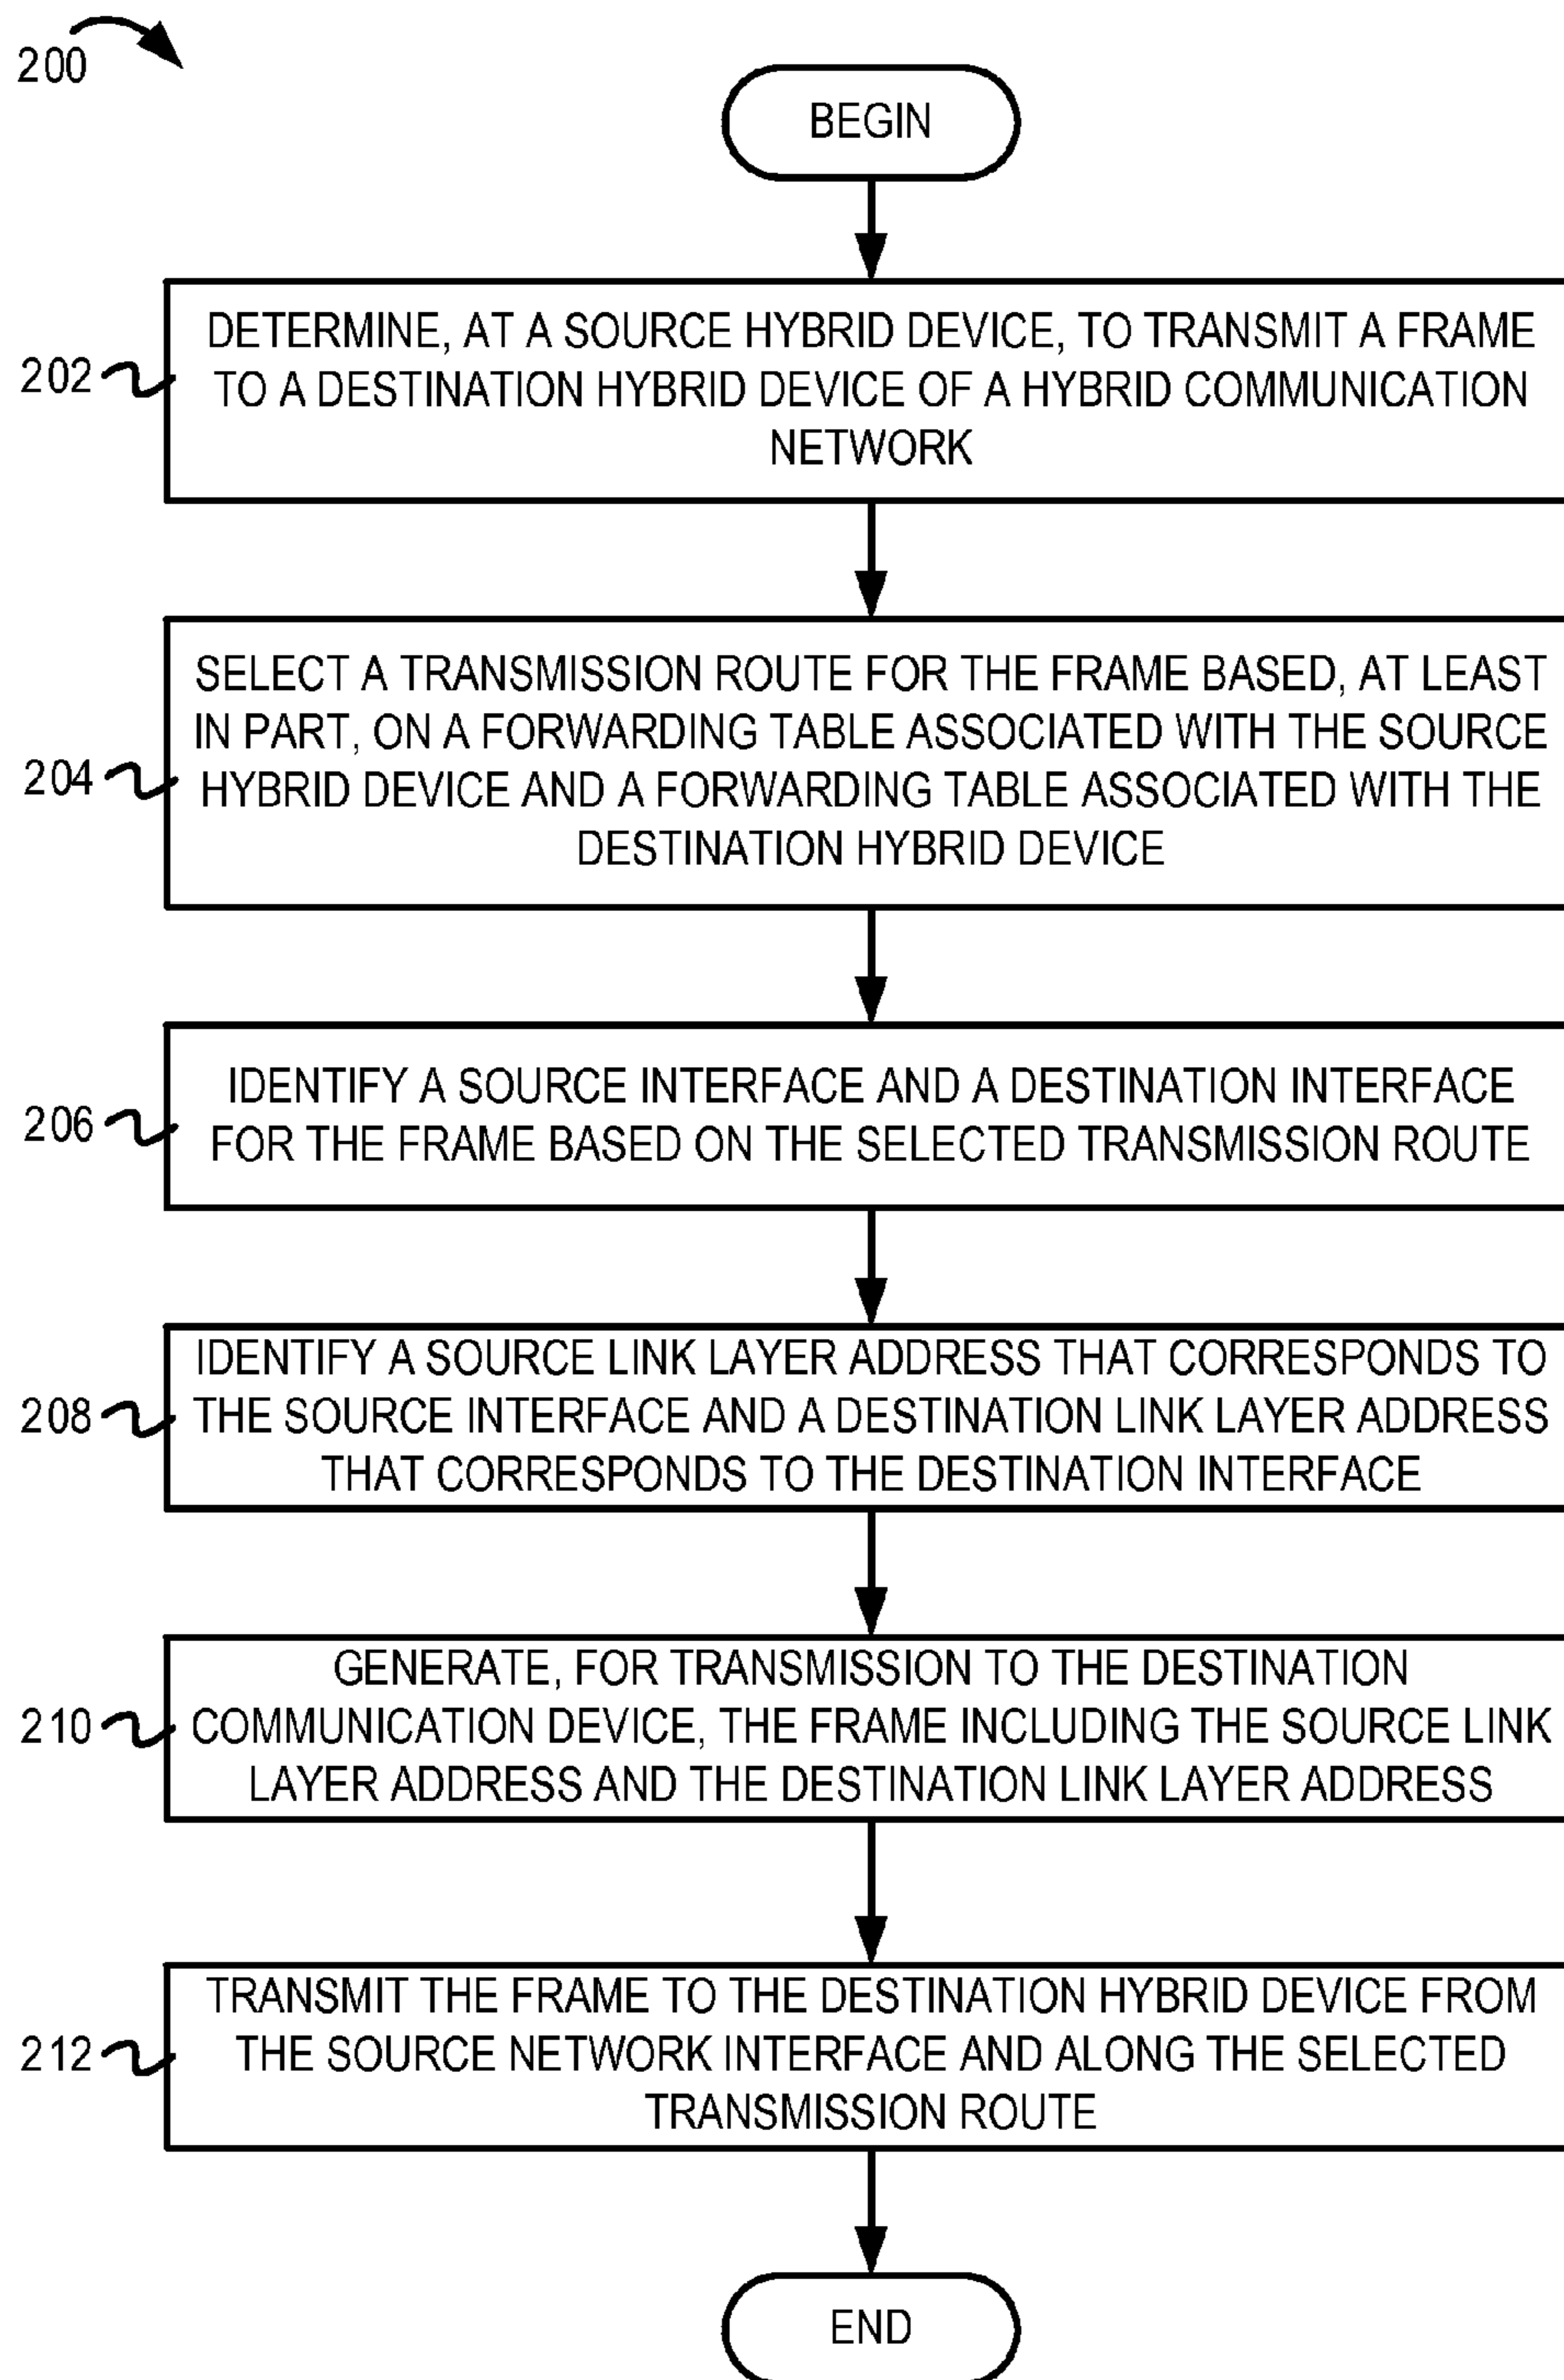 200
BEGIN
202
DETERMINE, AT A SOURCE HYBRID DEVICE, TO TRANSMIT A FRAME
TO A DESTINATION HYBRID DEVICE OF A HYBRID COMMUNICATION
NETWORK
204
SELECT A TRANSMISSION ROUTE FOR THE FRAME BASED, AT LEAST
IN PART, ON A FORWARDING TABLE ASSOCIATED WITH THE SOURCE
HYBRID DEVICE AND A FORWARDING TABLE ASSOCIATED WITH THE
DESTINATION HYBRID DEVICE
206
IDENTIFY A SOURCE INTERFACE AND A DESTINATION INTERFACE
FOR THE FRAME BASED ON THE SELECTED TRANSMISSION ROUTE
208
IDENTIFY A SOURCE LINK LAYER ADDRESS THAT CORRESPONDS TO
THE SOURCE INTERFACE AND A DESTINATION LINK LAYER ADDRESS
THAT CORRESPONDS TO THE DESTINATION INTERFACE
210
GENERATE, FOR TRANSMISSION TO THE DESTINATION
COMMUNICATION DEVICE, THE FRAME INCLUDING THE SOURCE LINK
LAYER ADDRESS AND THE DESTINATION LINK LAYER ADDRESS
212
TRANSMIT THE FRAME TO THE DESTINATION HYBRID DEVICE FROM
THE SOURCE NETWORK INTERFACE AND ALONG THE SELECTED
TRANSMISSION ROUTE
END